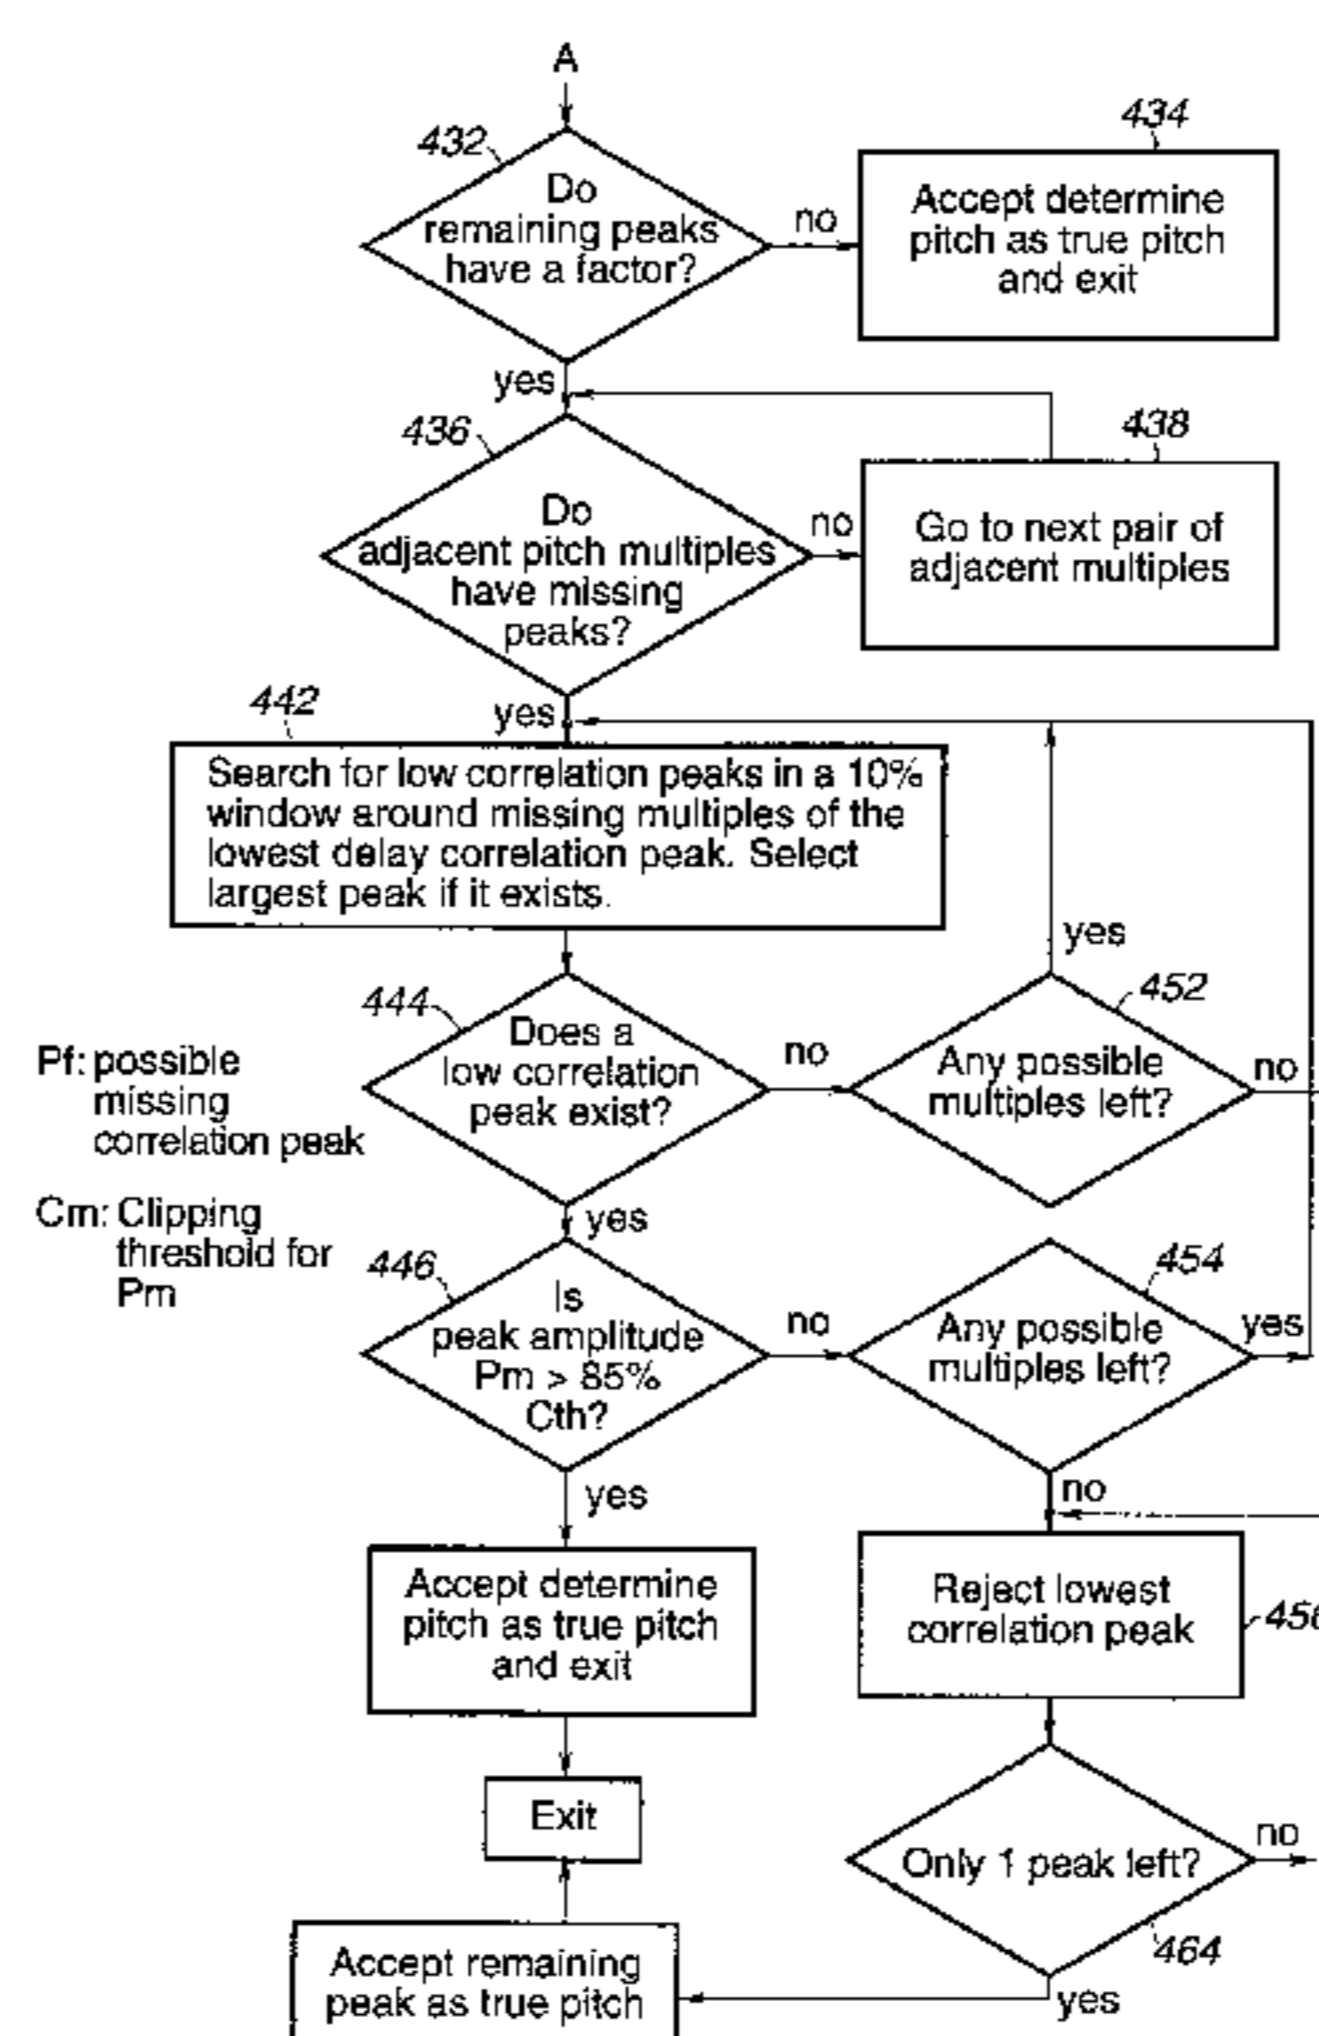 A
432
Do
remaining peaks
have a factor?
no
434
Accept determine
pitch as true pitch
and exit
yes
436
Do
adjacent pitch multiples
have missing
peaks?
no
438
Go to next pair of
adjacent multiples
yes
442
Search for low correlation peaks in a 10%
window around missing multiples of the
lowest delay correlation peak. Select
largest peak if it exists.
444
Does a
low correlation
peak exist?
no
yes
452
Any possible
multiples left?
no
Pf: possible
missing
correlation peak
Cm: Clipping
threshold for
Pm
yes
446
Is
peak amplitude
Pm > 85%
Cth?
no
454
Any possible
multiples left?
yes
yes
no
Accept determine
pitch as true pitch
and exit
Reject lowest
correlation peak
456
Exit
Only 1 peak left?
no
464
yes
Accept remaining
peak as true pitch